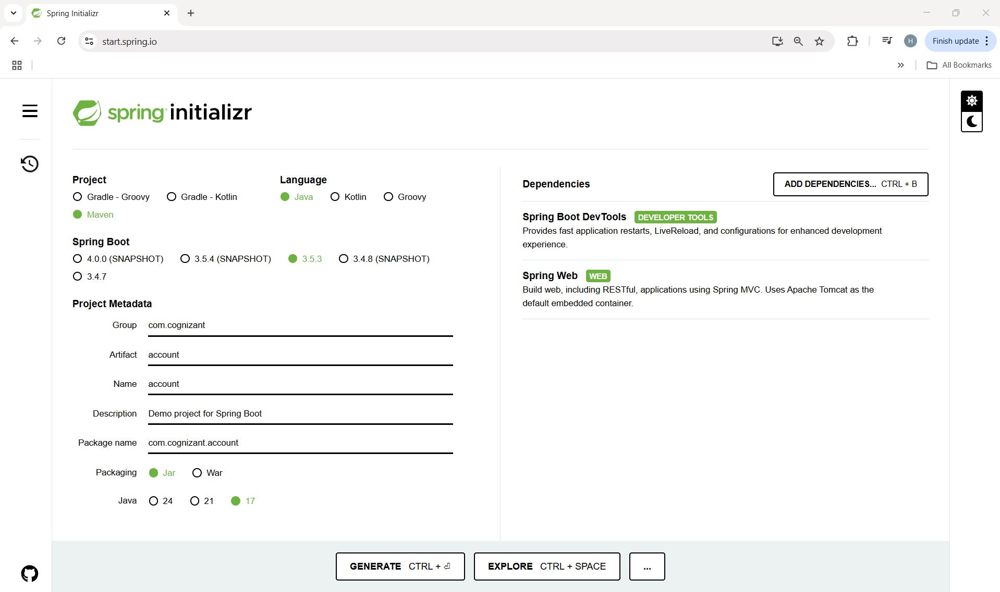 Spring Initializr
start.spring.io
H
Finish update
All Bookmarks
spring initializr
Project
Gradle - Groovy
Gradle - Kotlin
Maven
Language
Java
Kotlin
Groovy
Spring Boot
4.0.0 (SNAPSHOT)
3.5.4 (SNAPSHOT)
3.5.3
3.4.8 (SNAPSHOT)
3.4.7
Project Metadata
Group com.cognizant
Artifact account
Name account
Description Demo project for Spring Boot
Package name com.cognizant.account
Packaging Jar War
Java 24 21 17
Dependencies
ADD DEPENDENCIES... CTRL + B
Spring Boot DevTools DEVELOPER TOOLS
Provides fast application restarts, LiveReload, and configurations for enhanced development
experience.
Spring Web WEB
Build web, including RESTful, applications using Spring MVC. Uses Apache Tomcat as the
default embedded container.
GENERATE CTRL + ⏎
EXPLORE CTRL + SPACE
...